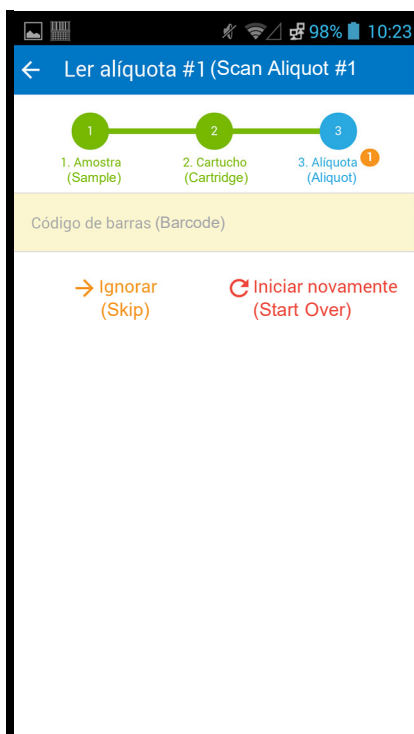 98% 10:23
Ler alíquota #1 (Scan Aliquot #1
1 2 3
1. Amostra (Sample)
2. Cartucho (Cartridge)
3. Alíquota (Aliquot) 1
Código de barras (Barcode)
Ignorar (Skip)
Iniciar novamente (Start Over)